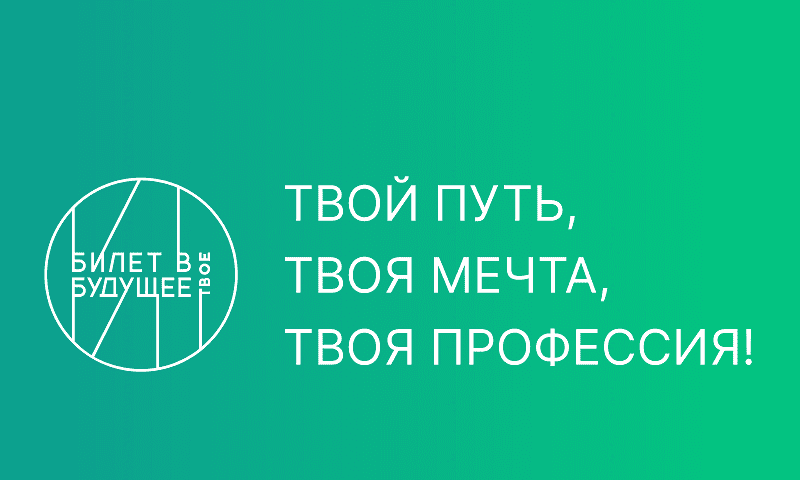 БИЛЕТ В
БУДУЩЕЕ
ТВОЕ
ТВОЙ ПУТЬ,
ТВОЯ МЕЧТА,
ТВОЯ ПРОФЕССИЯ!